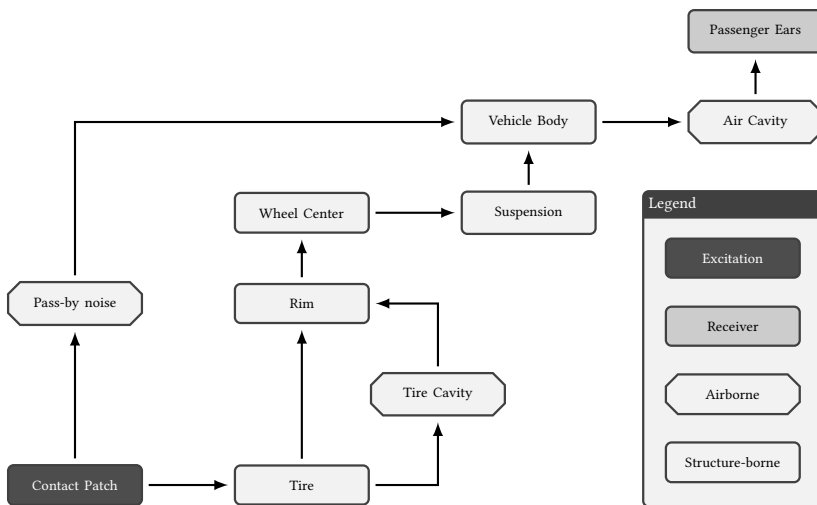 Passenger Ears
Vehicle Body
Air Cavity
Wheel Center
Suspension
Legend
Excitation
Pass-by noise
Rim
Receiver
Tire Cavity
Airborne
Contact Patch
Tire
Structure-borne